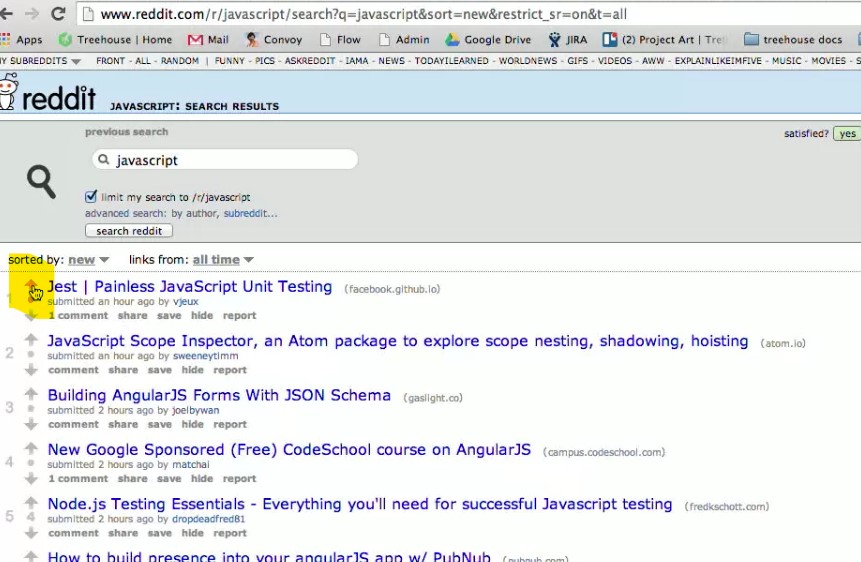 www.reddit.com/r/javascript/search?q=javascript&sort=new&restrict_sr=on&t=all
Apps Treehouse | Home Mail Convoy Flow Admin Google Drive JIRA (2) Project Art | Tre treehouse docs
Y SUBREDDITS FRONT - ALL - RANDOM | FUNNY - PICS - ASKREDDIT - IAMA - NEWS - TODAYILEARNED - WORLDNEWS - GIFS - VIDEOS - AWW - EXPLAINLIKEIMFIVE - MUSIC - MOVIES - S
reddit JAVASCRIPT: SEARCH RESULTS
previous search
satisfied? yes
javascript
limit my search to /r/javascript
advanced search: by author, subreddit...
search reddit
sorted by: new links from: all time
1 Jest | Painless JavaScript Unit Testing (facebook.github.io)
submitted an hour ago by vjeux
1 comment share save hide report
2 JavaScript Scope Inspector, an Atom package to explore scope nesting, shadowing, hoisting (atom.io)
submitted an hour ago by sweeneytimm
comment share save hide report
3 Building AngularJS Forms With JSON Schema (gaslight.co)
submitted 2 hours ago by joelbywan
comment share save hide report
4 New Google Sponsored (Free) CodeSchool course on AngularJS (campus.codeschool.com)
submitted 2 hours ago by matchai
1 comment share save hide report
5 4 Node.js Testing Essentials - Everything you'll need for successful Javascript testing (fredkschott.com)
submitted 2 hours ago by dropdeadfred81
comment share save hide report
How to build presence into your angularJS app w/ PubNub (pubnub.com)